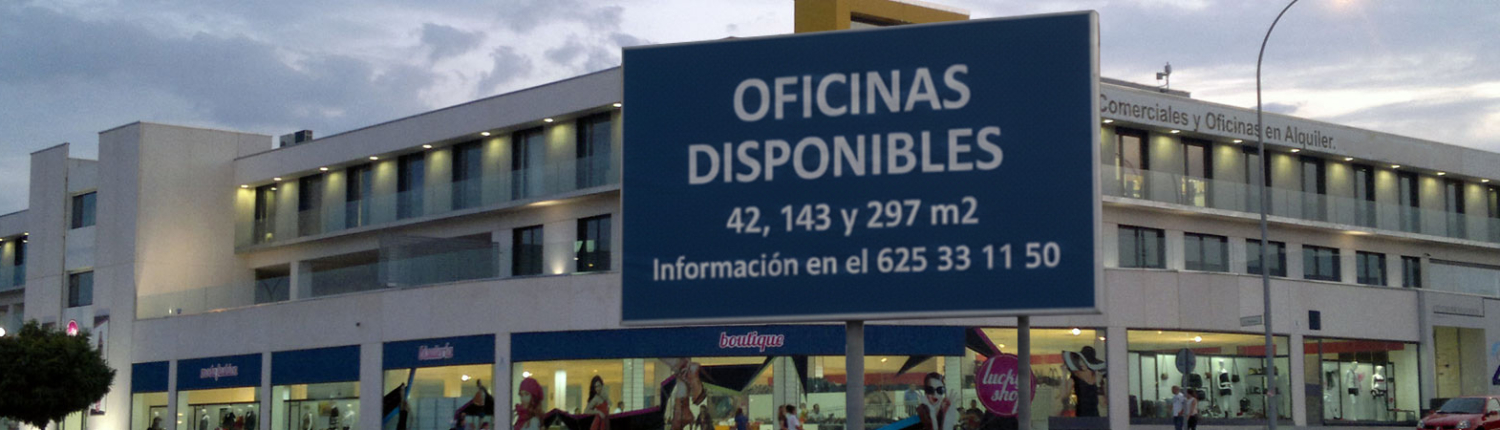 OFICINAS
DISPONIBLES
42, 143 y 297 m2
Información en el 625 33 11 50
Comerciales y Oficinas en Alquiler.
boutique
lucky
shop